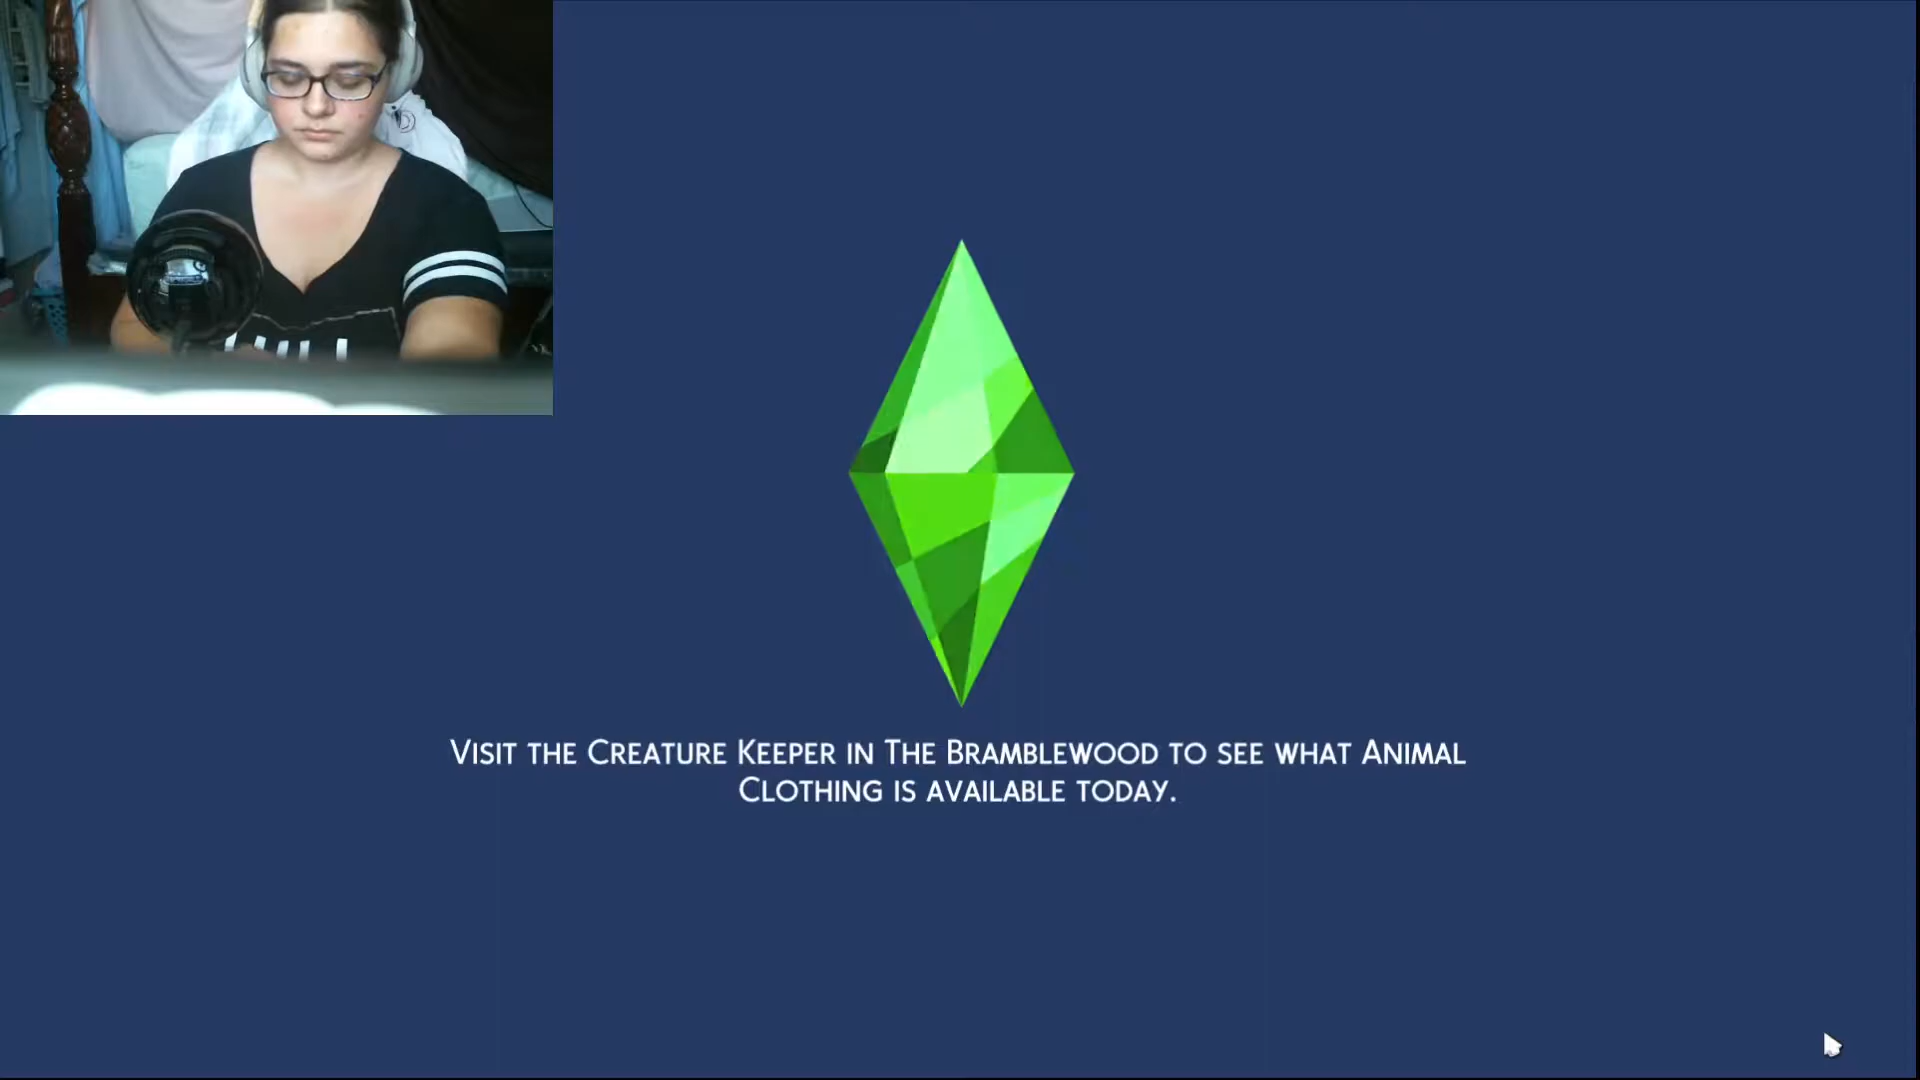 VISIT THE CREATURE KEEPER IN THE BRAMBLEWOOD TO SEE WHAT ANIMAL
CLOTHING IS AVAILABLE TODAY.